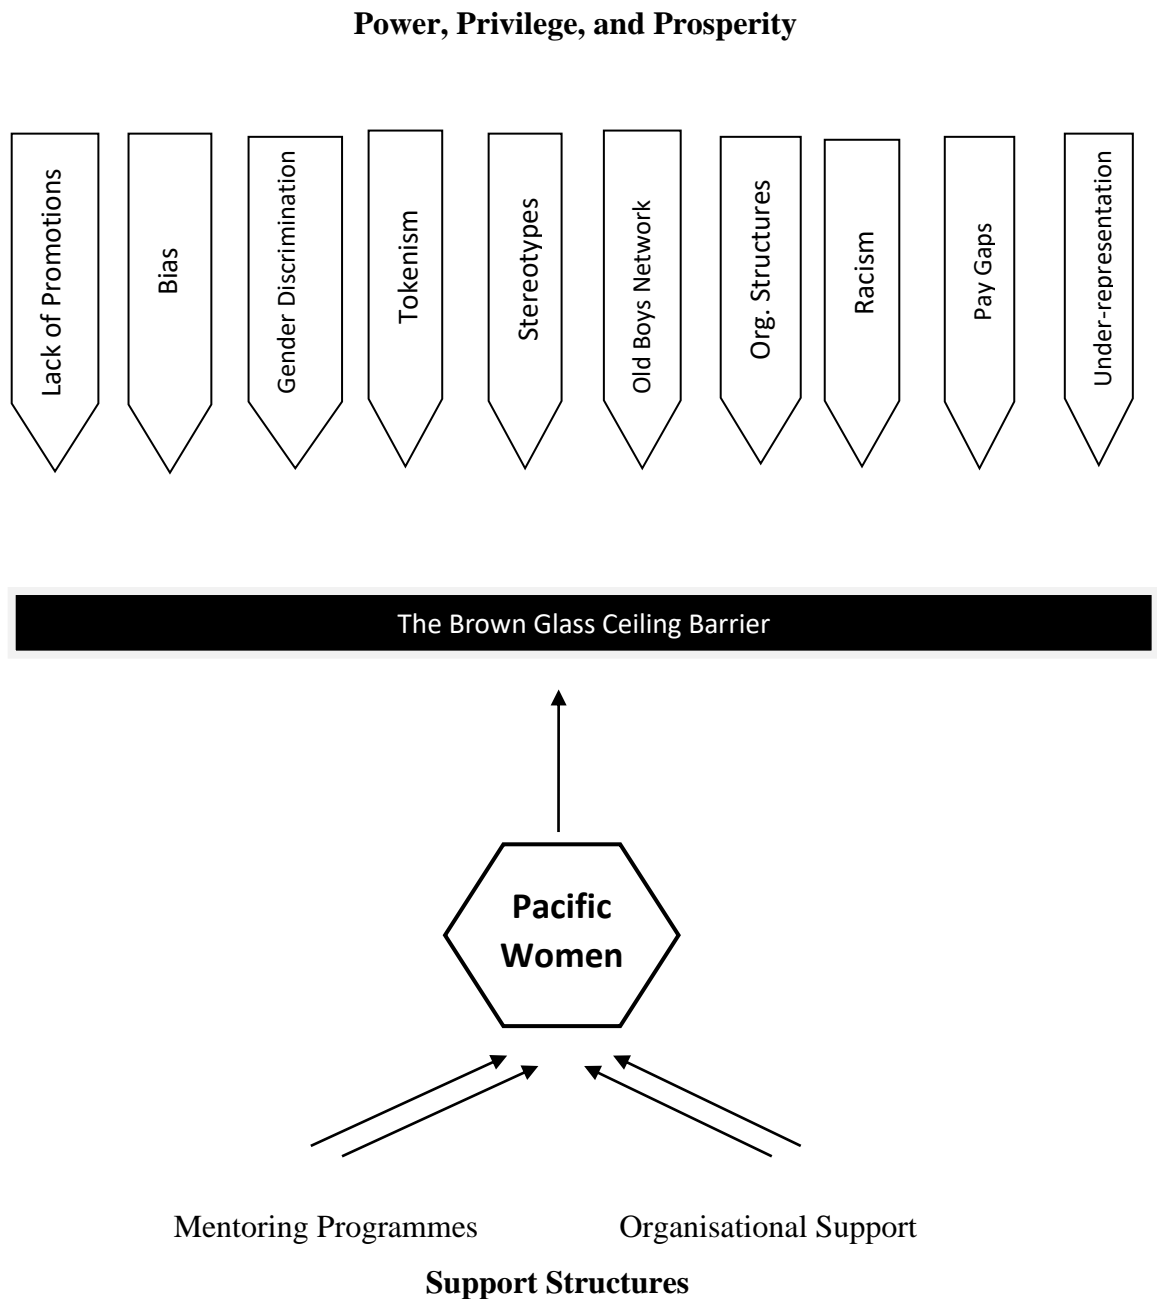 Power, Privilege, and Prosperity
Lack of Promotions
Bias
Gender Discrimination
Tokenism
Stereotypes
Old Boys Network
Org. Structures
Racism
Pay Gaps
Under-representation
The Brown Glass Ceiling Barrier
Pacific
Women
Mentoring Programmes
Organisational Support
Support Structures